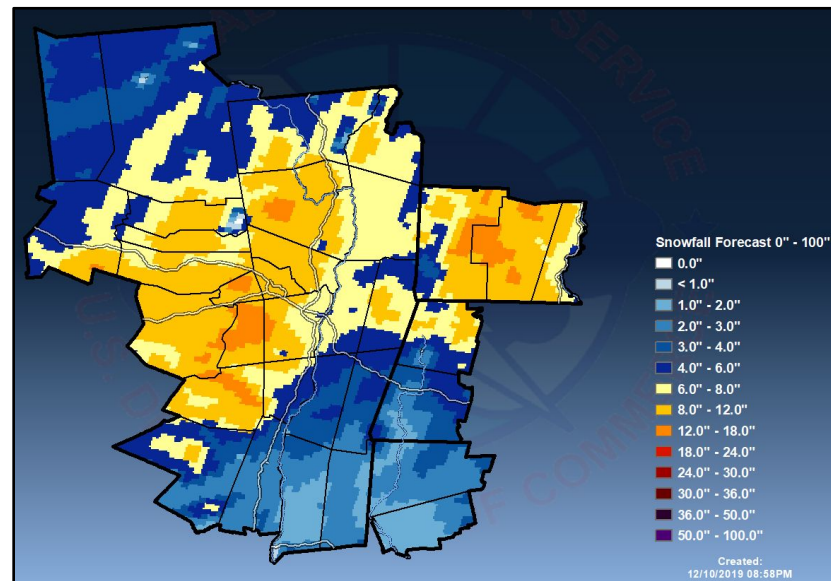 Snowfall Forecast 0" - 100"
0.0"
< 1.0"
1.0" - 2.0"
2.0" - 3.0"
3.0" - 4.0"
4.0" - 6.0"
6.0" - 8.0"
8.0" - 12.0"
12.0" - 18.0"
18.0" - 24.0"
24.0" - 30.0"
30.0" - 36.0"
36.0" - 50.0"
50.0" - 100.0"
Created:
12/10/2019 08:58PM
SERVICE
OF COMME